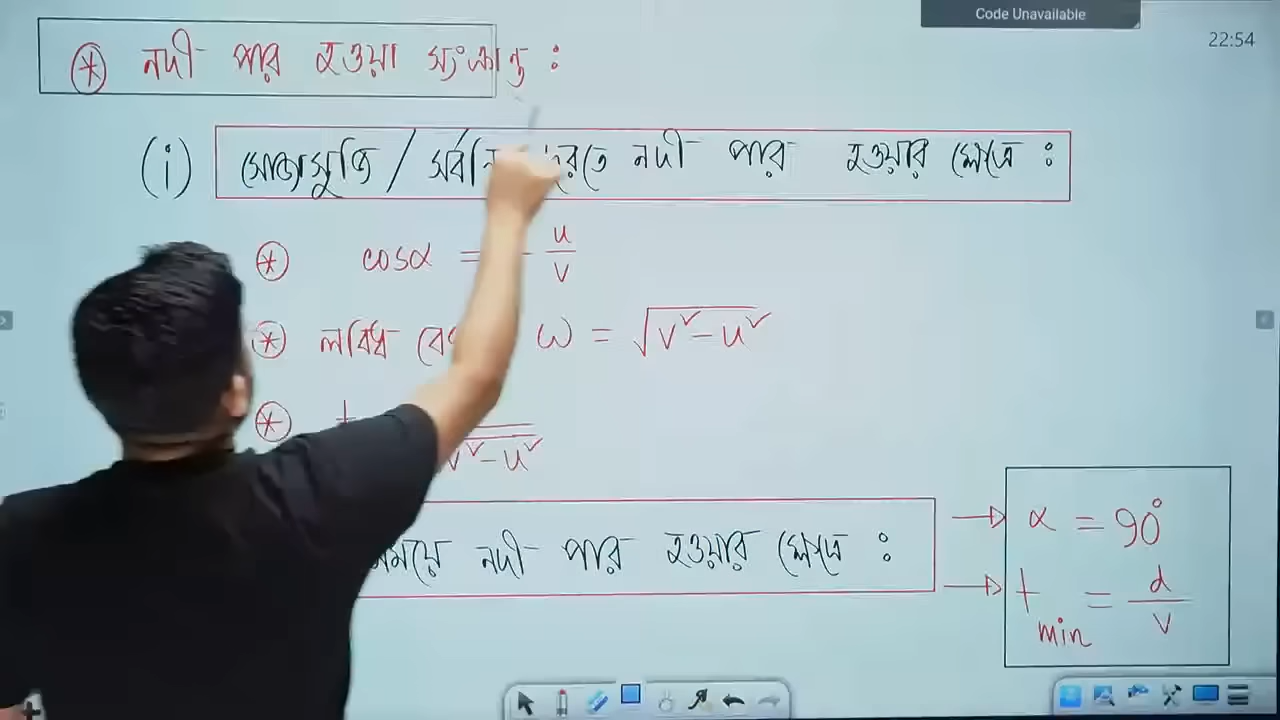 Code Unavailable
22:54
* নদী পার হওয়া সংক্রান্ত :
(i) সোজাসুজি / দূরত্বে নদী পার হওয়ার ক্ষেত্রে :
* cosα = - u/v
* লব্ধি ω = √v² - u²
* t √v² - u²
সময়ে নদী পার হওয়ার ক্ষেত্রে :
→ α = 90°
→ t min = d/v